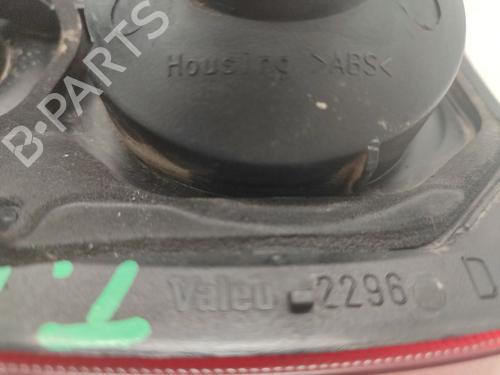 Housing >ABS<
B-PARTS
Valeo 2296 D